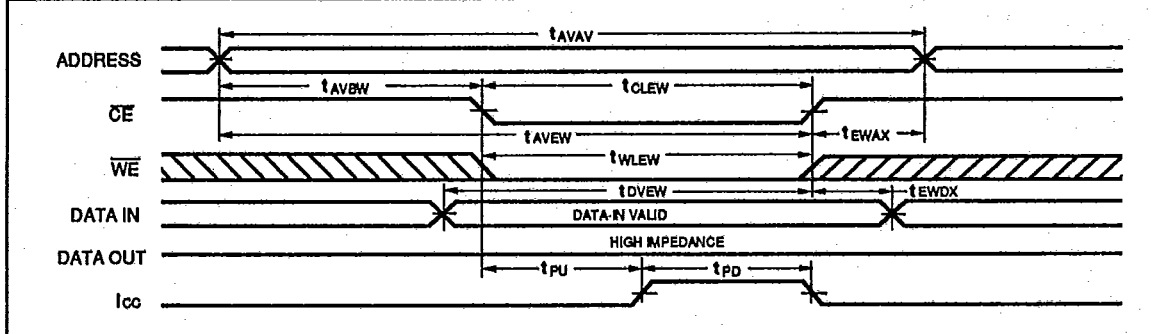 tAVAV
ADDRESS
tAVBW
tCLEW
CE
tAVEW
tEWAX
tWLEW
WE
tDVEW
tEWDX
DATA IN
DATA-IN VALID
HIGH IMPEDANCE
DATA OUT
tPU
tPD
ICC